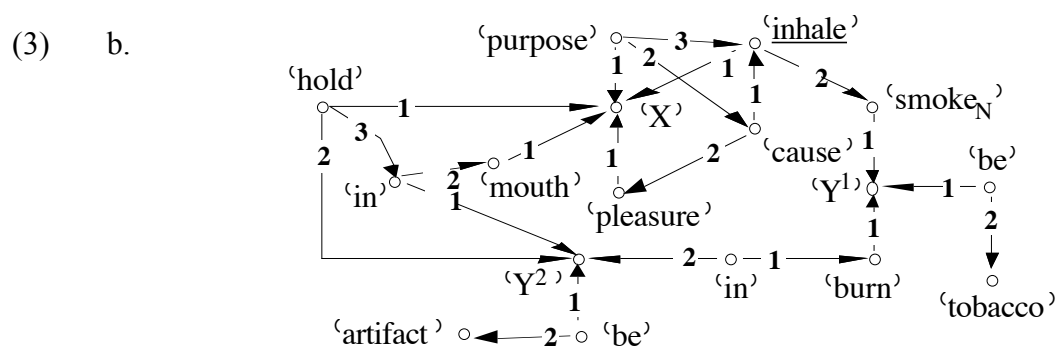 (3) b.
‘purpose’ 3 ‘inhale’
‘hold’ 1 1 2 1 2 ‘smokeN’
3 ‘X’ 1
2 1 1 ‘cause’ 1 ‘be’
‘in’ 2 ‘mouth’ 2 ‘Y1’ 1
1 ‘pleasure’ 1 2
2 1
‘Y2’ ‘in’ ‘burn’
1 ‘tobacco’
‘artifact’ 2 ‘be’